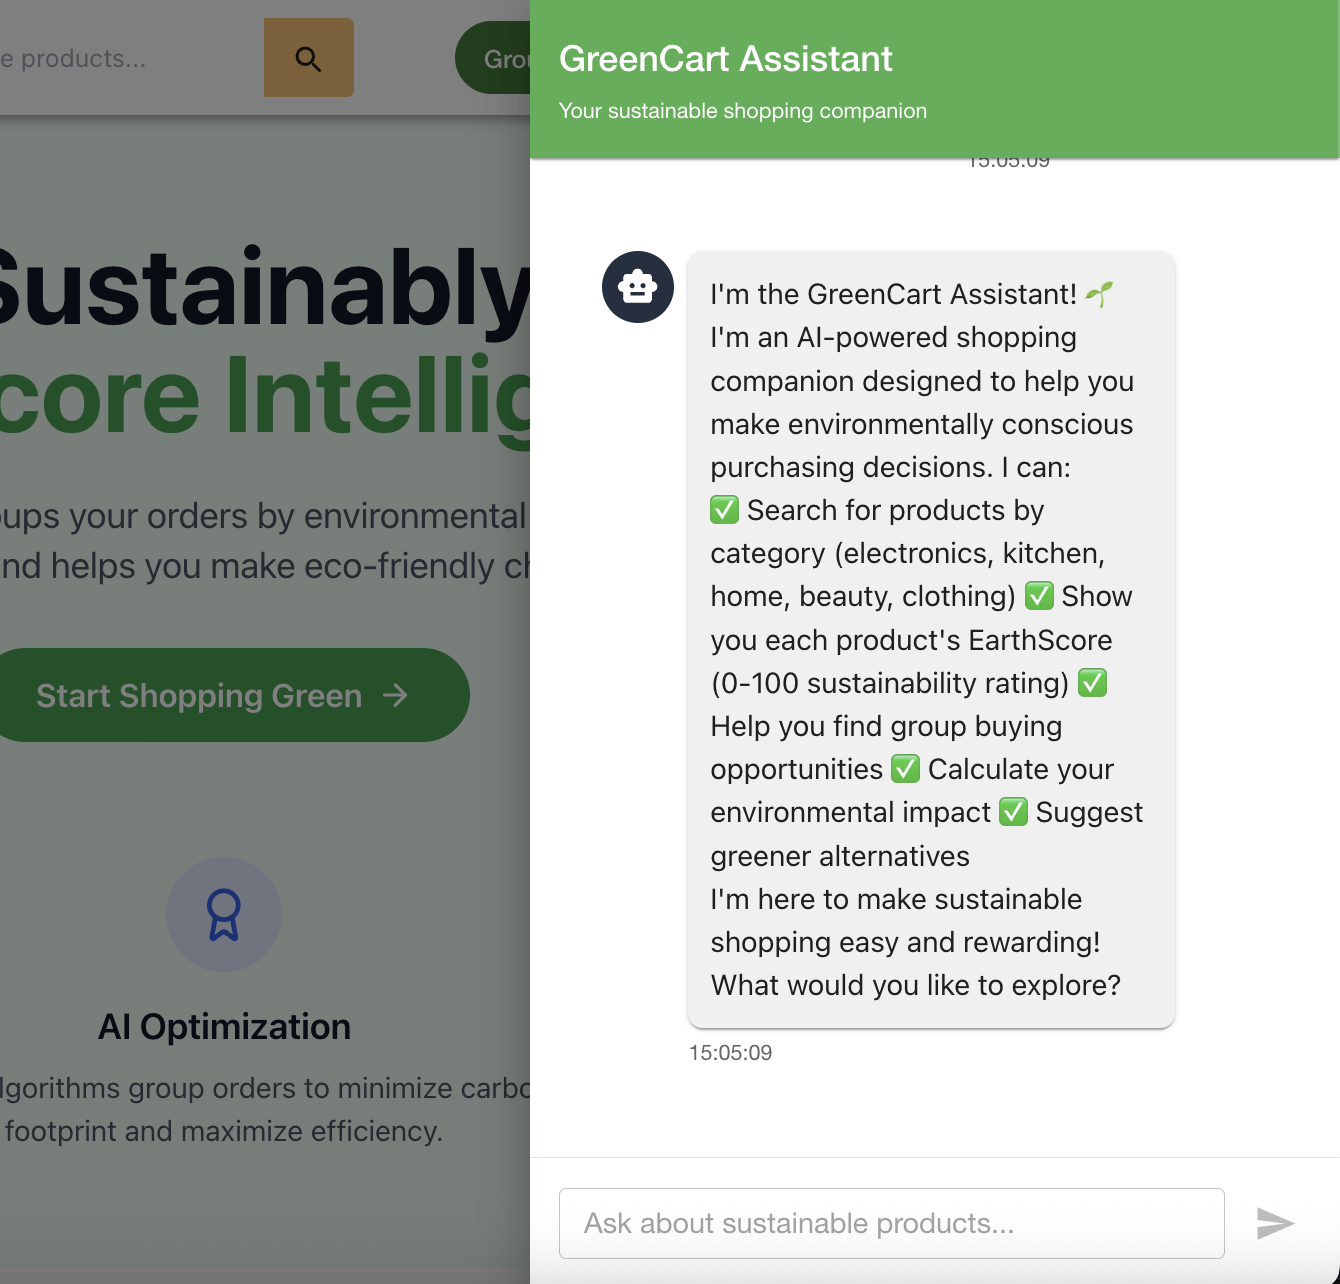 e products...
GreenCart Assistant
Your sustainable shopping companion
15:05:09
Sustainably
core Intellig
ups your orders by environmental
nd helps you make eco-friendly ch
Start Shopping Green →
AI Optimization
lgorithms group orders to minimize carbo
footprint and maximize efficiency.
I'm the GreenCart Assistant! 🌱
I'm an AI-powered shopping
companion designed to help you
make environmentally conscious
purchasing decisions. I can:
✅ Search for products by
category (electronics, kitchen,
home, beauty, clothing) ✅ Show
you each product's EarthScore
(0-100 sustainability rating) ✅
Help you find group buying
opportunities ✅ Calculate your
environmental impact ✅ Suggest
greener alternatives
I'm here to make sustainable
shopping easy and rewarding!
What would you like to explore?
15:05:09
Ask about sustainable products...